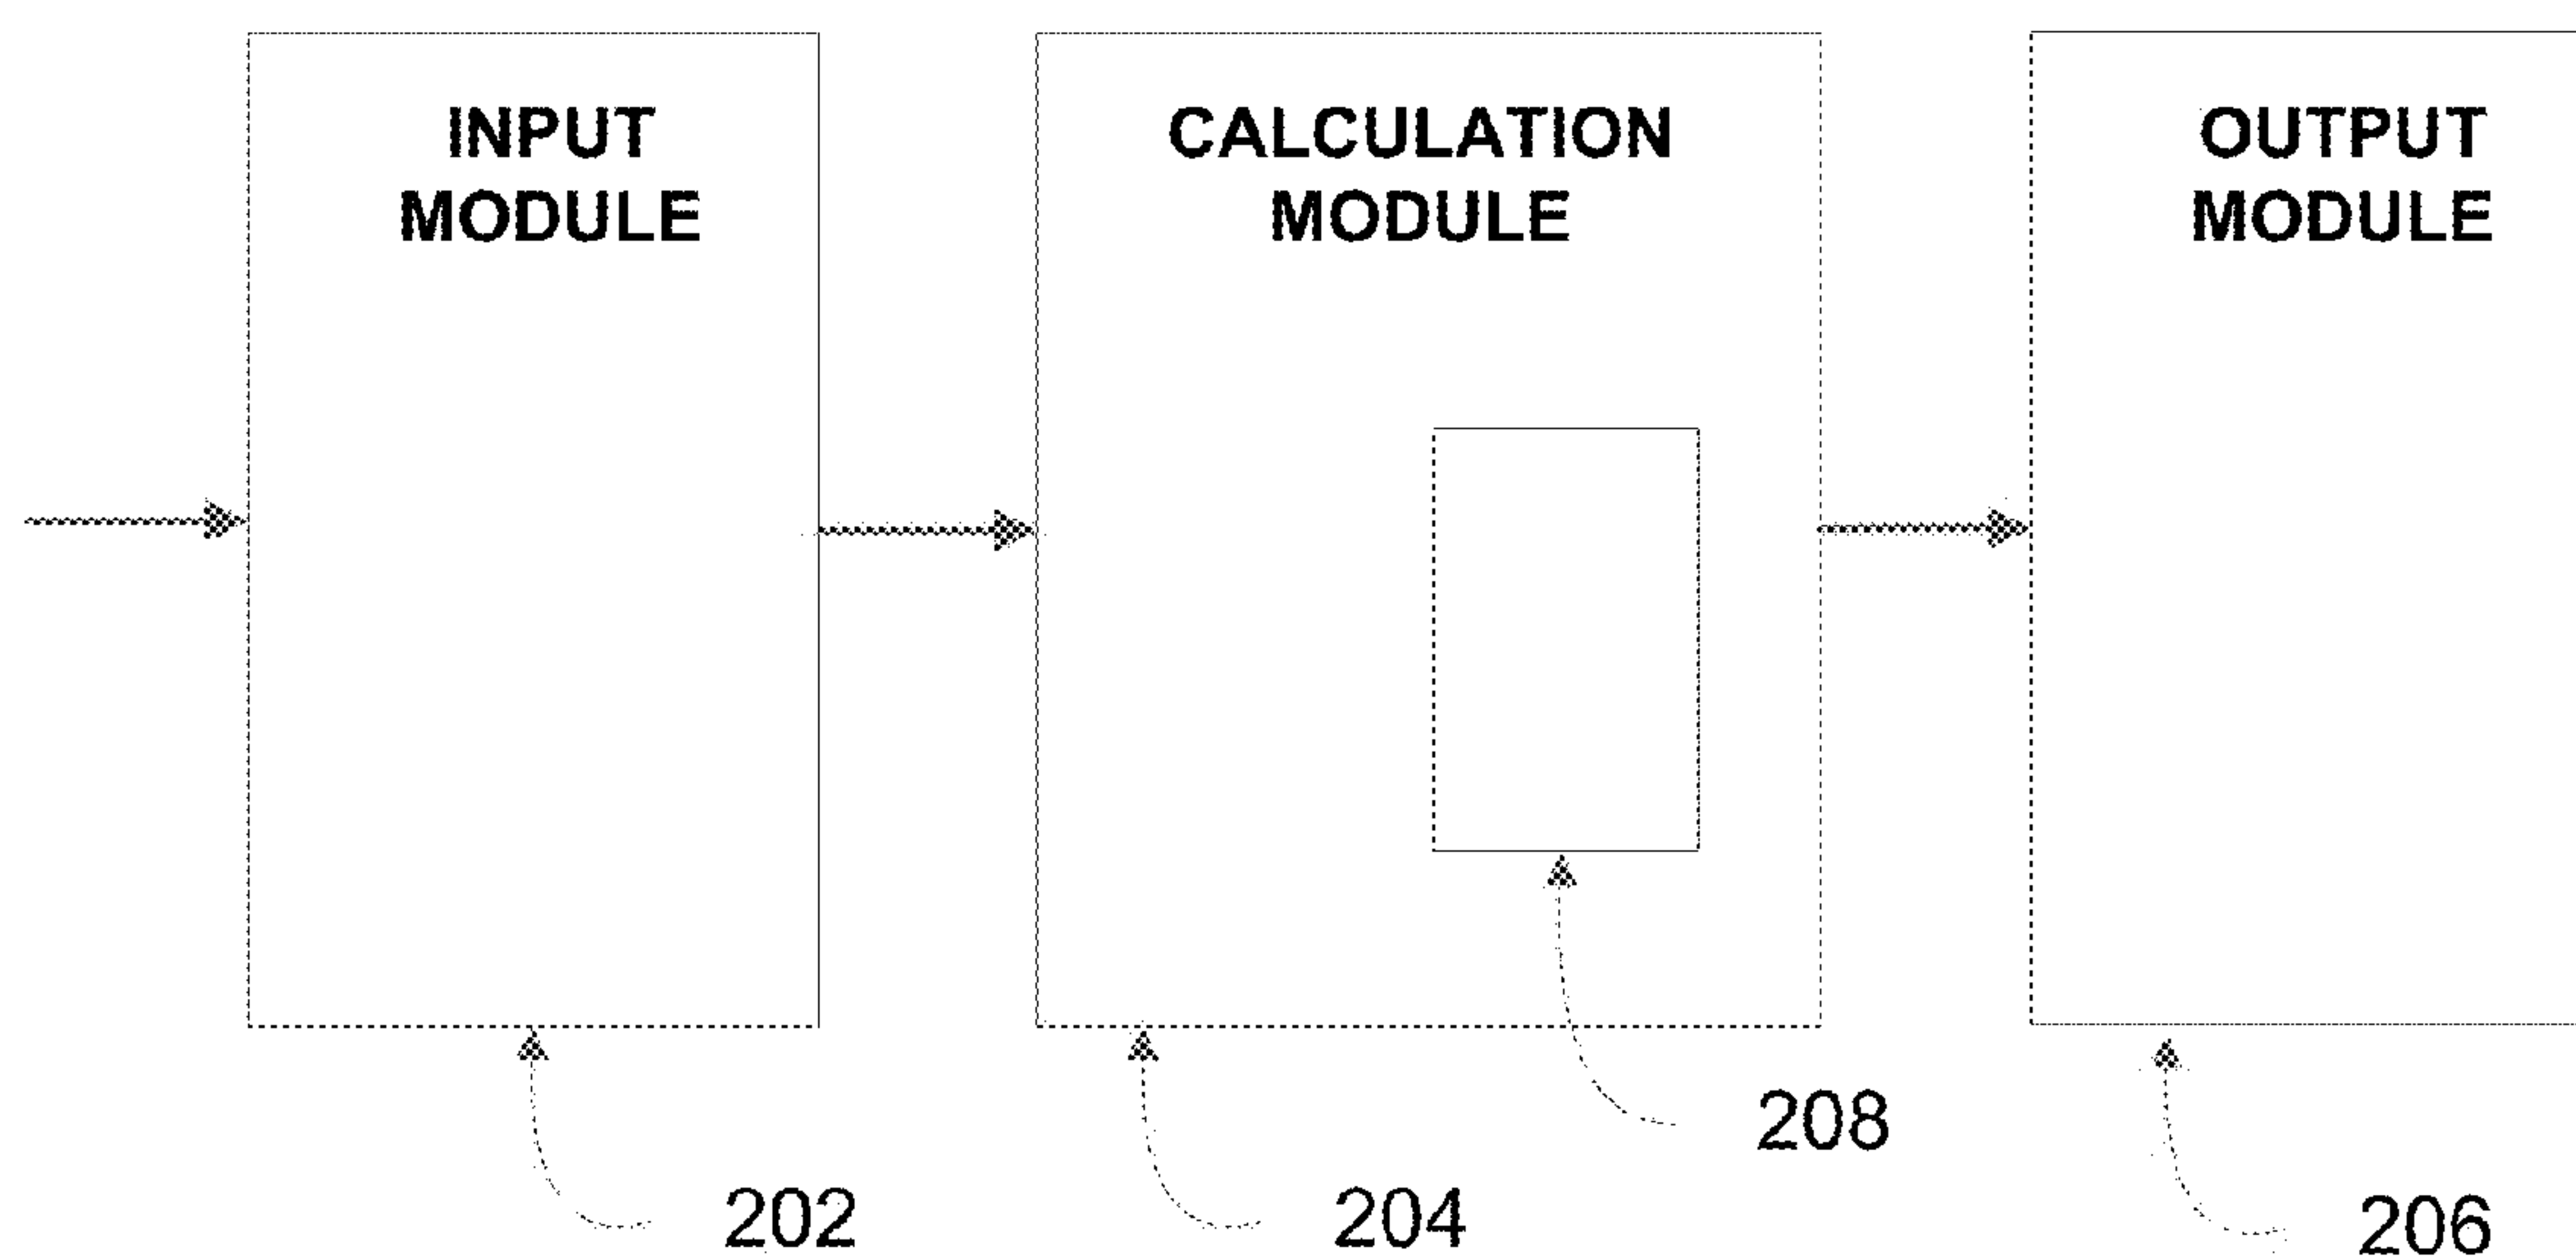 INPUT
MODULE
CALCULATION
MODULE
OUTPUT
MODULE
208
202
204
206